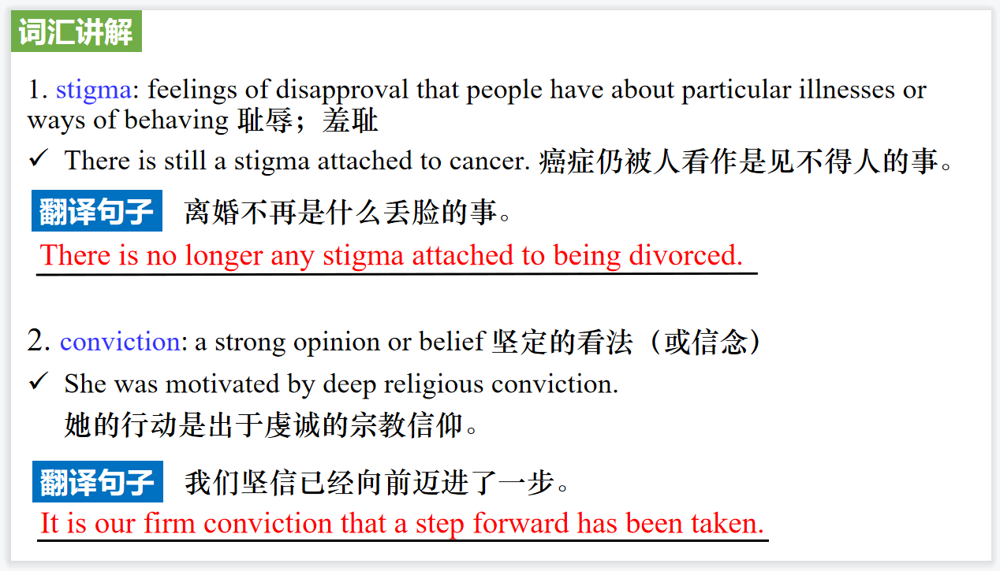 词汇讲解
1. stigma: feelings of disapproval that people have about particular illnesses or
ways of behaving 耻辱；羞耻
✓ There is still a stigma attached to cancer. 癌症仍被人看作是见不得人的事。
翻译句子 离婚不再是什么丢脸的事。
There is no longer any stigma attached to being divorced.
2. conviction: a strong opinion or belief 坚定的看法（或信念）
✓ She was motivated by deep religious conviction.
她的行动是出于虔诚的宗教信仰。
翻译句子 我们坚信已经向前迈进了一步。
It is our firm conviction that a step forward has been taken.